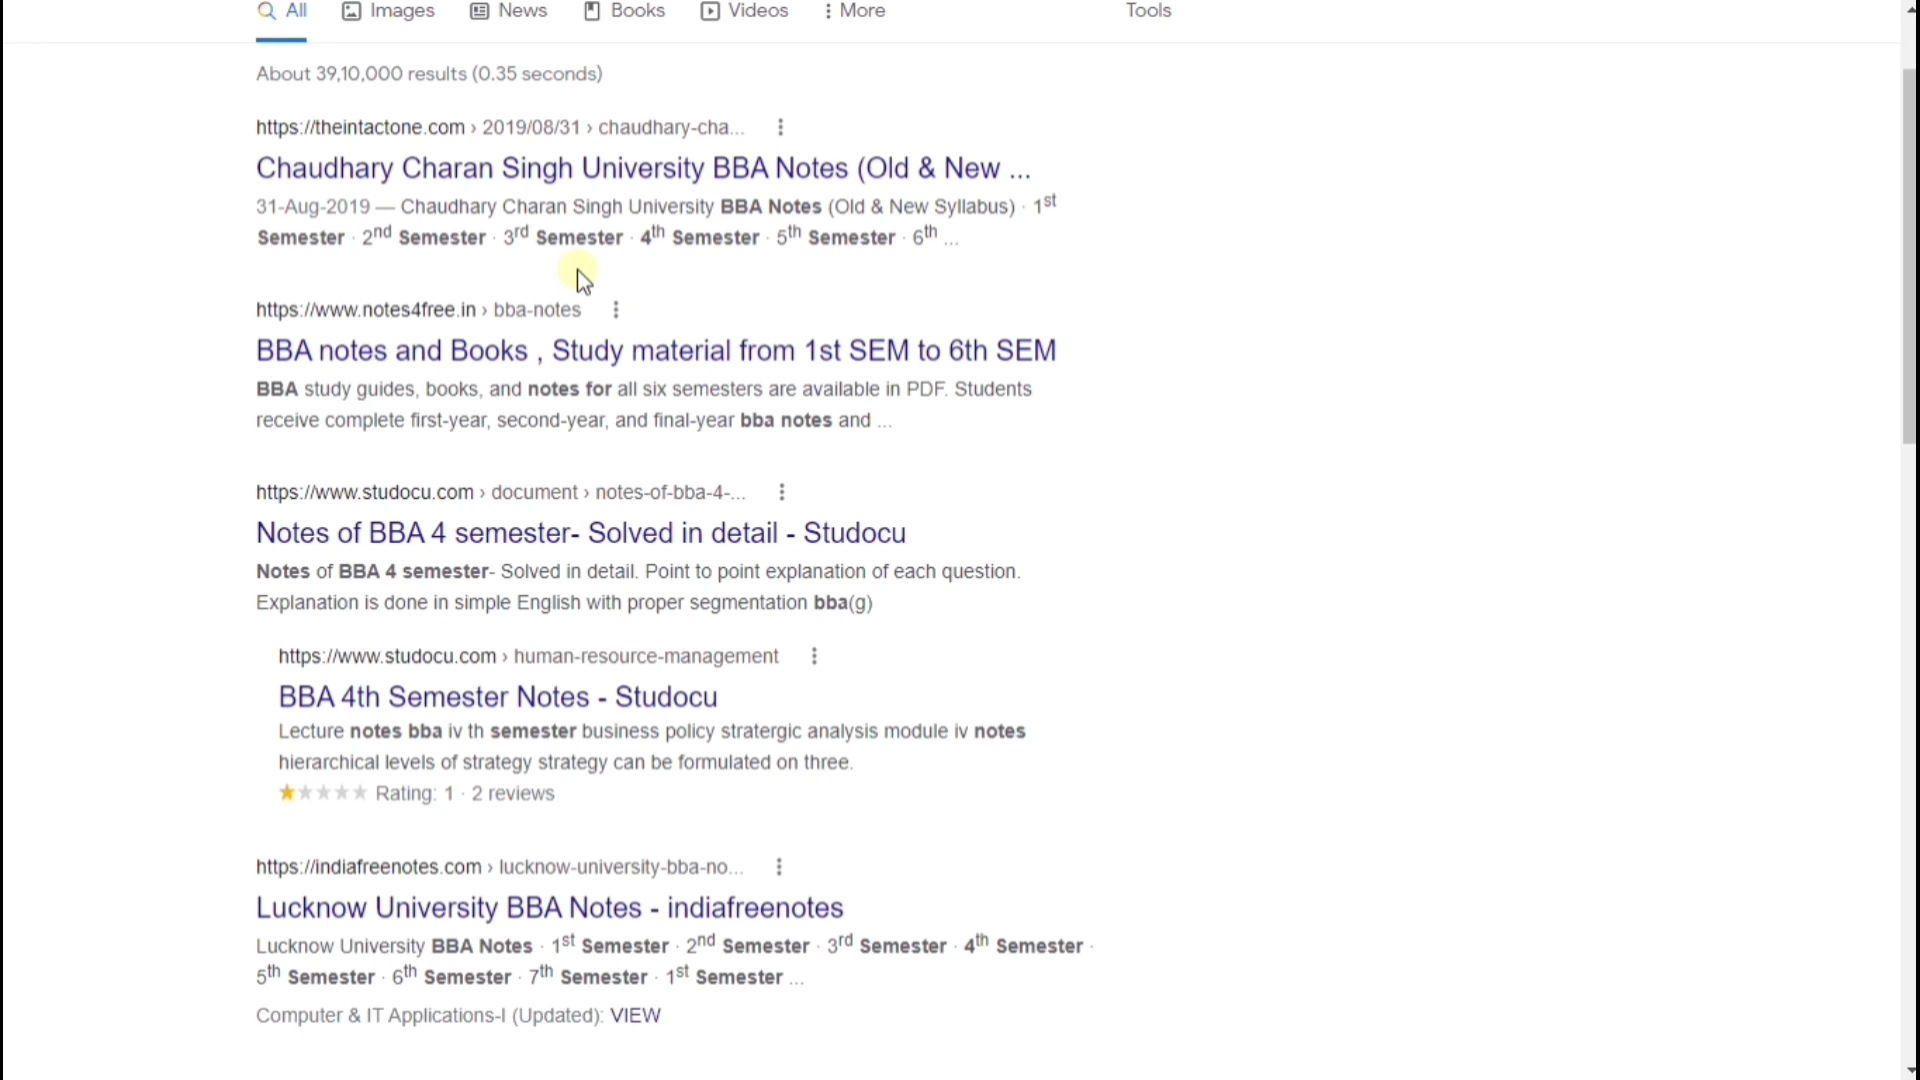 All Images News Books Videos More Tools
About 39,10,000 results (0.35 seconds)
https://theintactone.com › 2019/08/31 › chaudhary-cha...
Chaudhary Charan Singh University BBA Notes (Old & New ...
31-Aug-2019 — Chaudhary Charan Singh University BBA Notes (Old & New Syllabus) · 1st
Semester · 2nd Semester · 3rd Semester · 4th Semester · 5th Semester · 6th ...
https://www.notes4free.in › bba-notes
BBA notes and Books , Study material from 1st SEM to 6th SEM
BBA study guides, books, and notes for all six semesters are available in PDF. Students
receive complete first-year, second-year, and final-year bba notes and ...
https://www.studocu.com › document › notes-of-bba-4-...
Notes of BBA 4 semester- Solved in detail - Studocu
Notes of BBA 4 semester- Solved in detail. Point to point explanation of each question.
Explanation is done in simple English with proper segmentation bba(g)
https://www.studocu.com › human-resource-management
BBA 4th Semester Notes - Studocu
Lecture notes bba iv th semester business policy stratergic analysis module iv notes
hierarchical levels of strategy strategy can be formulated on three.
Rating: 1 · 2 reviews
https://indiafreenotes.com › lucknow-university-bba-no...
Lucknow University BBA Notes - indiafreenotes
Lucknow University BBA Notes · 1st Semester · 2nd Semester · 3rd Semester · 4th Semester ·
5th Semester · 6th Semester · 7th Semester · 1st Semester ...
Computer & IT Applications-I (Updated): VIEW